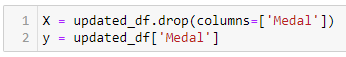 1 X = updated_df.drop(columns=['Medal'])
2 y = updated_df['Medal']